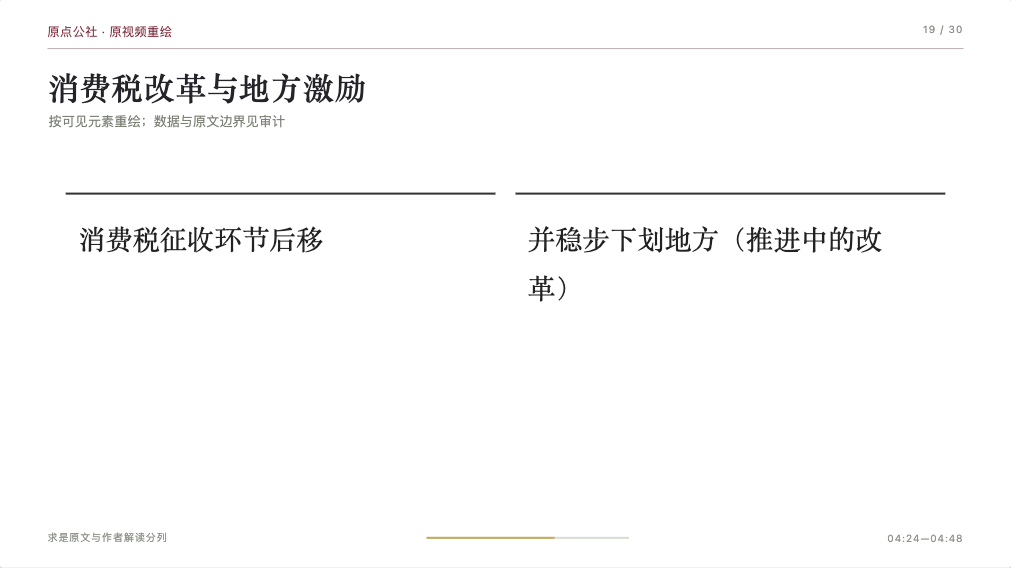 原点公社 · 原视频重绘
19 / 30
消费税改革与地方激励
按可见元素重绘；数据与原文边界见审计
消费税征收环节后移
并稳步下划地方（推进中的改
革）
求是原文与作者解读分列
04:24—04:48